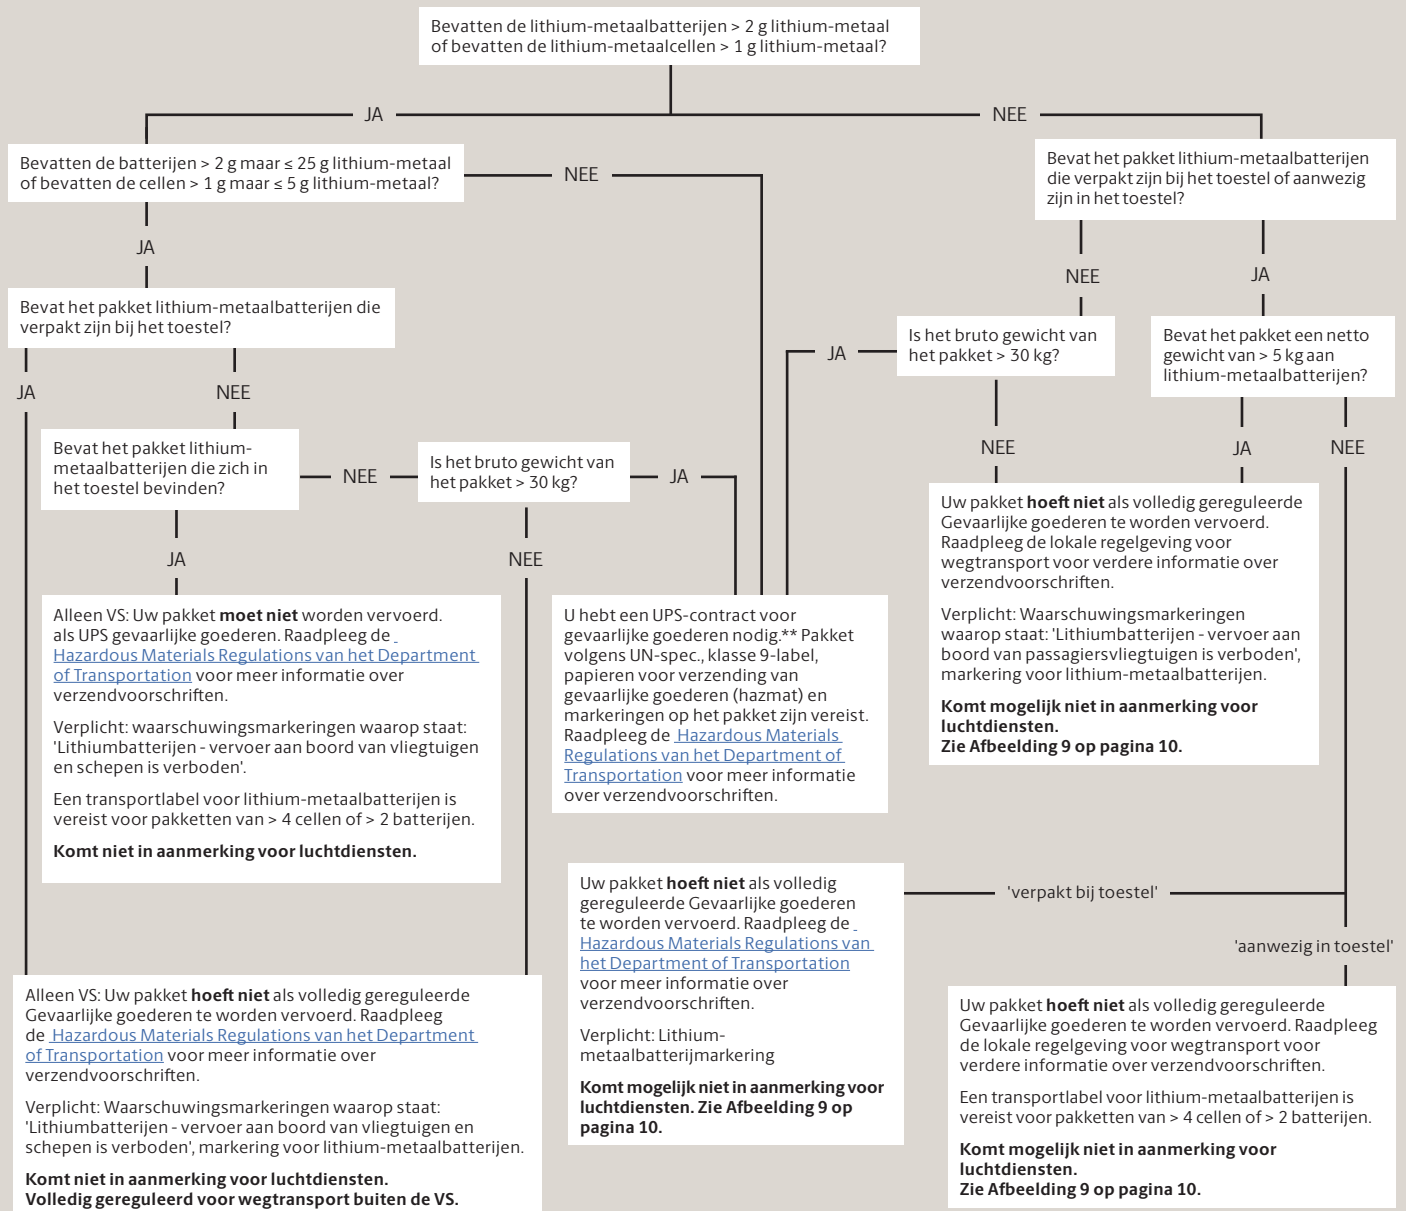 Bevatten de lithium-metaalbatterijen > 2 g lithium-metaal
of bevatten de lithium-metaalcellen > 1 g lithium-metaal?
JA
NEE
Bevatten de batterijen > 2 g maar ≤ 25 g lithium-metaal
of bevatten de cellen > 1 g maar ≤ 5 g lithium-metaal?
NEE
Bevat het pakket lithium-metaalbatterijen
die verpakt zijn bij het toestel of aanwezig
zijn in het toestel?
JA
NEE
JA
Bevat het pakket lithium-metaalbatterijen die
verpakt zijn bij het toestel?
JA
Is het bruto gewicht van
het pakket > 30 kg?
Bevat het pakket een netto
gewicht van > 5 kg aan
lithium-metaalbatterijen?
JA
NEE
NEE
JA
NEE
Bevat het pakket lithium-
metaalbatterijen die zich in
het toestel bevinden?
NEE
Is het bruto gewicht van
het pakket > 30 kg?
JA
JA
NEE
Uw pakket hoeft niet als volledig gereguleerde
Gevaarlijke goederen te worden vervoerd.
Raadpleeg de lokale regelgeving voor
wegtransport voor verdere informatie over
verzendvoorschriften.
Verplicht: Waarschuwingsmarkeringen
waarop staat: 'Lithiumbatterijen - vervoer aan
boord van passagiersvliegtuigen is verboden',
markering voor lithium-metaalbatterijen.
Komt mogelijk niet in aanmerking voor
luchtdiensten.
Zie Afbeelding 9 op pagina 10.
Alleen VS: Uw pakket moet niet worden vervoerd.
als UPS gevaarlijke goederen. Raadpleeg de
Hazardous Materials Regulations van het Department
of Transportation voor meer informatie over
verzendvoorschriften.
Verplicht: waarschuwingsmarkeringen waarop staat:
'Lithiumbatterijen - vervoer aan boord van vliegtuigen
en schepen is verboden'.
Een transportlabel voor lithium-metaalbatterijen is
vereist voor pakketten van > 4 cellen of > 2 batterijen.
Komt niet in aanmerking voor luchtdiensten.
U hebt een UPS-contract voor
gevaarlijke goederen nodig.** Pakket
volgens UN-spec., klasse 9-label,
papieren voor verzending van
gevaarlijke goederen (hazmat) en
markeringen op het pakket zijn vereist.
Raadpleeg de Hazardous Materials
Regulations van het Department of
Transportation voor meer informatie
over verzendvoorschriften.
Uw pakket hoeft niet als volledig
gereguleerde Gevaarlijke goederen
te worden vervoerd. Raadpleeg de
Hazardous Materials Regulations van
het Department of Transportation
voor meer informatie over
verzendvoorschriften.
Verplicht: Lithium-
metaalbatterijmarkering
Komt mogelijk niet in aanmerking voor
luchtdiensten. Zie Afbeelding 9 op
pagina 10.
'verpakt bij toestel'
'aanwezig in toestel'
Alleen VS: Uw pakket hoeft niet als volledig gereguleerde
Gevaarlijke goederen te worden vervoerd. Raadpleeg
de Hazardous Materials Regulations van het Department
of Transportation voor meer informatie over
verzendvoorschriften.
Verplicht: Waarschuwingsmarkeringen waarop staat:
'Lithiumbatterijen - vervoer aan boord van vliegtuigen en
schepen is verboden', markering voor lithium-metaalbatterijen.
Komt niet in aanmerking voor luchtdiensten.
Volledig gereguleerd voor wegtransport buiten de VS.
Uw pakket hoeft niet als volledig gereguleerde
Gevaarlijke goederen te worden vervoerd. Raadpleeg
de lokale regelgeving voor wegtransport voor
verdere informatie over verzendvoorschriften.
Een transportlabel voor lithium-metaalbatterijen is
vereist voor pakketten van > 4 cellen of > 2 batterijen.
Komt mogelijk niet in aanmerking voor
luchtdiensten.
Zie Afbeelding 9 op pagina 10.